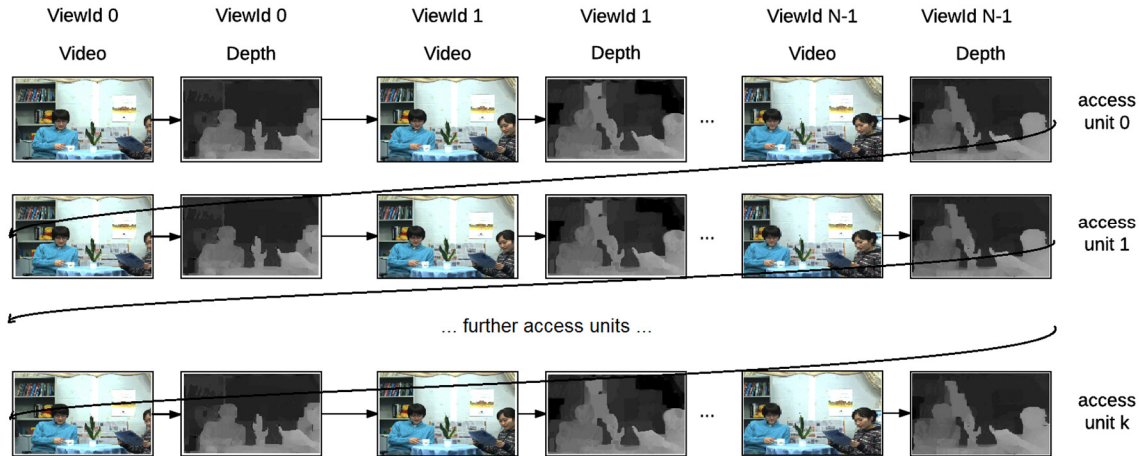 ViewId 0 ViewId 0 ViewId 1 ViewId 1 ViewId N-1 ViewId N-1
Video Depth Video Depth Video Depth
access
unit 0
...
access
unit 1
...
... further access units ...
access
unit k
...